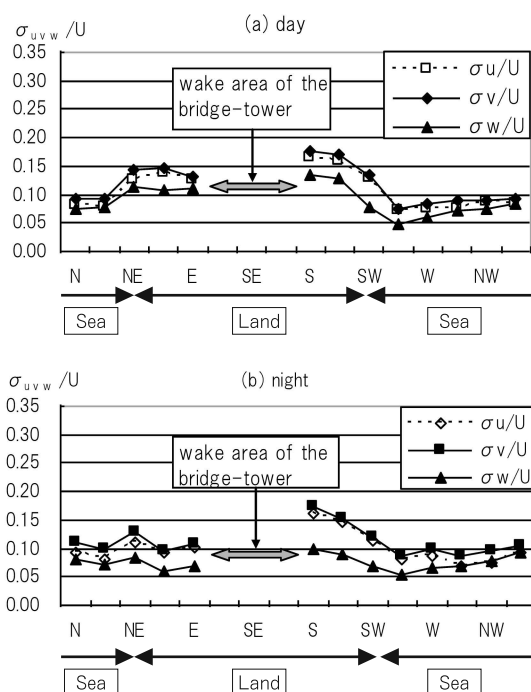 σuvw/U
(a) day
0.35
0.30
0.25
0.20
0.15
0.10
0.05
0.00
wake area of the
bridge-tower
σu/U
σv/U
σw/U
N NE E SE S SW W NW
Sea Land Sea
σuvw/U
(b) night
0.35
0.30
0.25
0.20
0.15
0.10
0.05
0.00
wake area of the
bridge-tower
σu/U
σv/U
σw/U
N NE E SE S SW W NW
Sea Land Sea